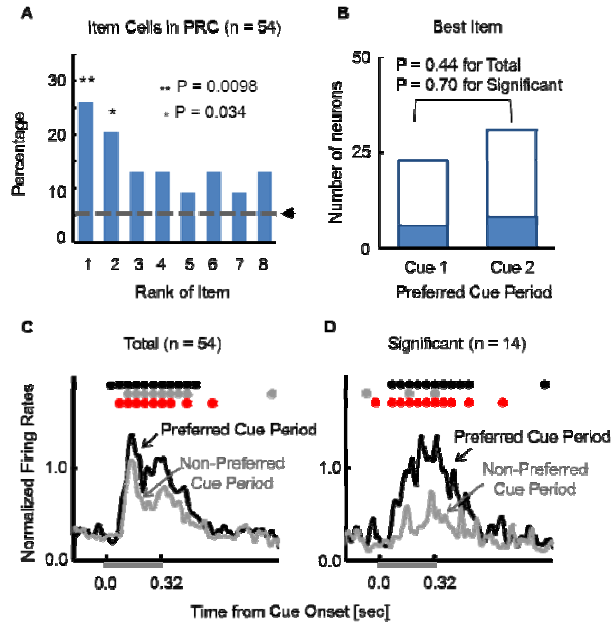 A
Item Cells in PRC (n = 54)
30
20
10
0
Percentage
**
*
** P = 0.0098
* P = 0.034
1 2 3 4 5 6 7 8
Rank of Item
B
Best Item
50
25
0
Number of neurons
P = 0.44 for Total
P = 0.70 for Significant
Cue 1 Cue 2
Preferred Cue Period
C
Total (n = 54)
Normalized Firing Rates
1.0
0.0
Preferred Cue Period
Non-Preferred
Cue Period
0.0 0.32
D
Significant (n = 14)
1.0
0.0
Preferred Cue Period
Non-Preferred
Cue Period
0.0 0.32
Time from Cue Onset [sec]